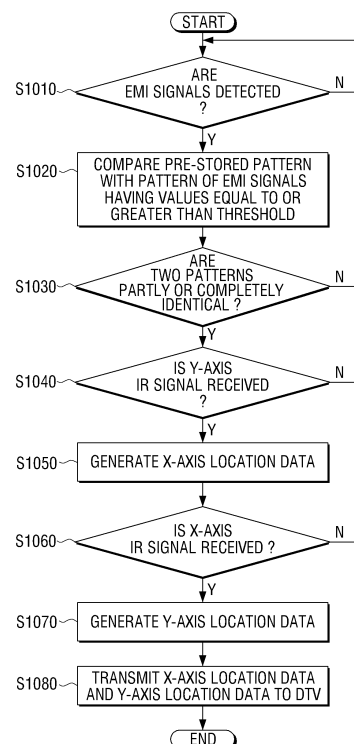 START
S1010
ARE
EMI SIGNALS DETECTED
?
N
Y
S1020
COMPARE PRE-STORED PATTERN
WITH PATTERN OF EMI SIGNALS
HAVING VALUES EQUAL TO OR
GREATER THAN THRESHOLD
S1030
ARE
TWO PATTERNS
PARTLY OR COMPLETELY
IDENTICAL ?
N
Y
S1040
IS Y-AXIS
IR SIGNAL RECEIVED
?
N
Y
S1050
GENERATE X-AXIS LOCATION DATA
S1060
IS X-AXIS
IR SIGNAL RECEIVED ?
N
Y
S1070
GENERATE Y-AXIS LOCATION DATA
S1080
TRANSMIT X-AXIS LOCATION DATA
AND Y-AXIS LOCATION DATA TO DTV
END